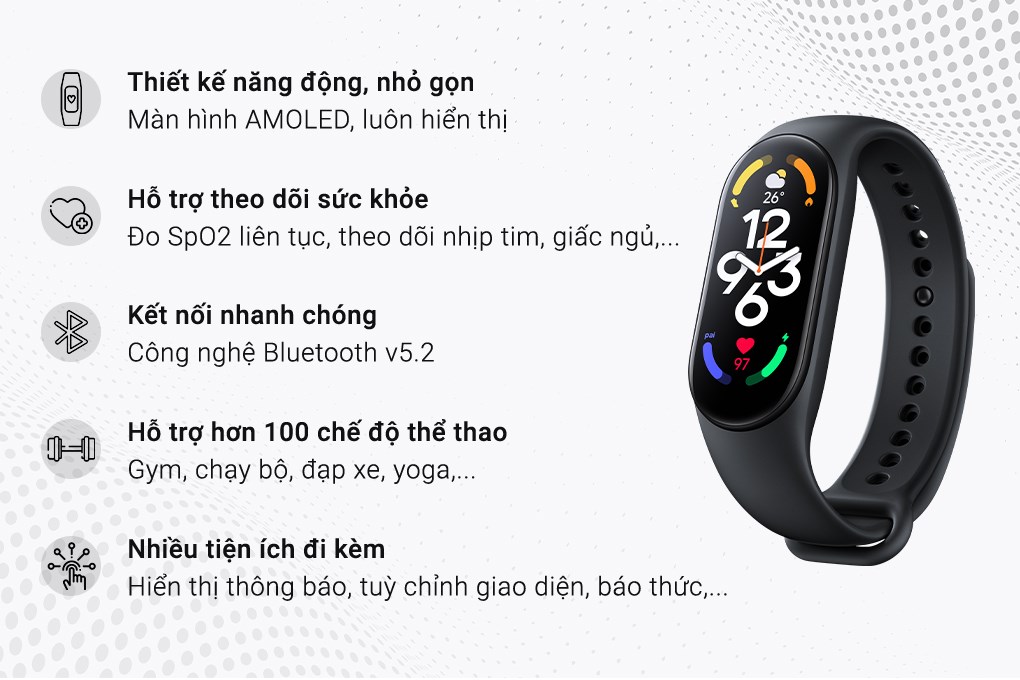 Thiết kế năng động, nhỏ gọn
Màn hình AMOLED, luôn hiển thị
Hỗ trợ theo dõi sức khỏe
Đo SpO2 liên tục, theo dõi nhịp tim, giấc ngủ,...
Kết nối nhanh chóng
Công nghệ Bluetooth v5.2
Hỗ trợ hơn 100 chế độ thể thao
Gym, chạy bộ, đạp xe, yoga,...
Nhiều tiện ích đi kèm
Hiển thị thông báo, tuỳ chỉnh giao diện, báo thức,...
26°
12
9 3
6
pai
97